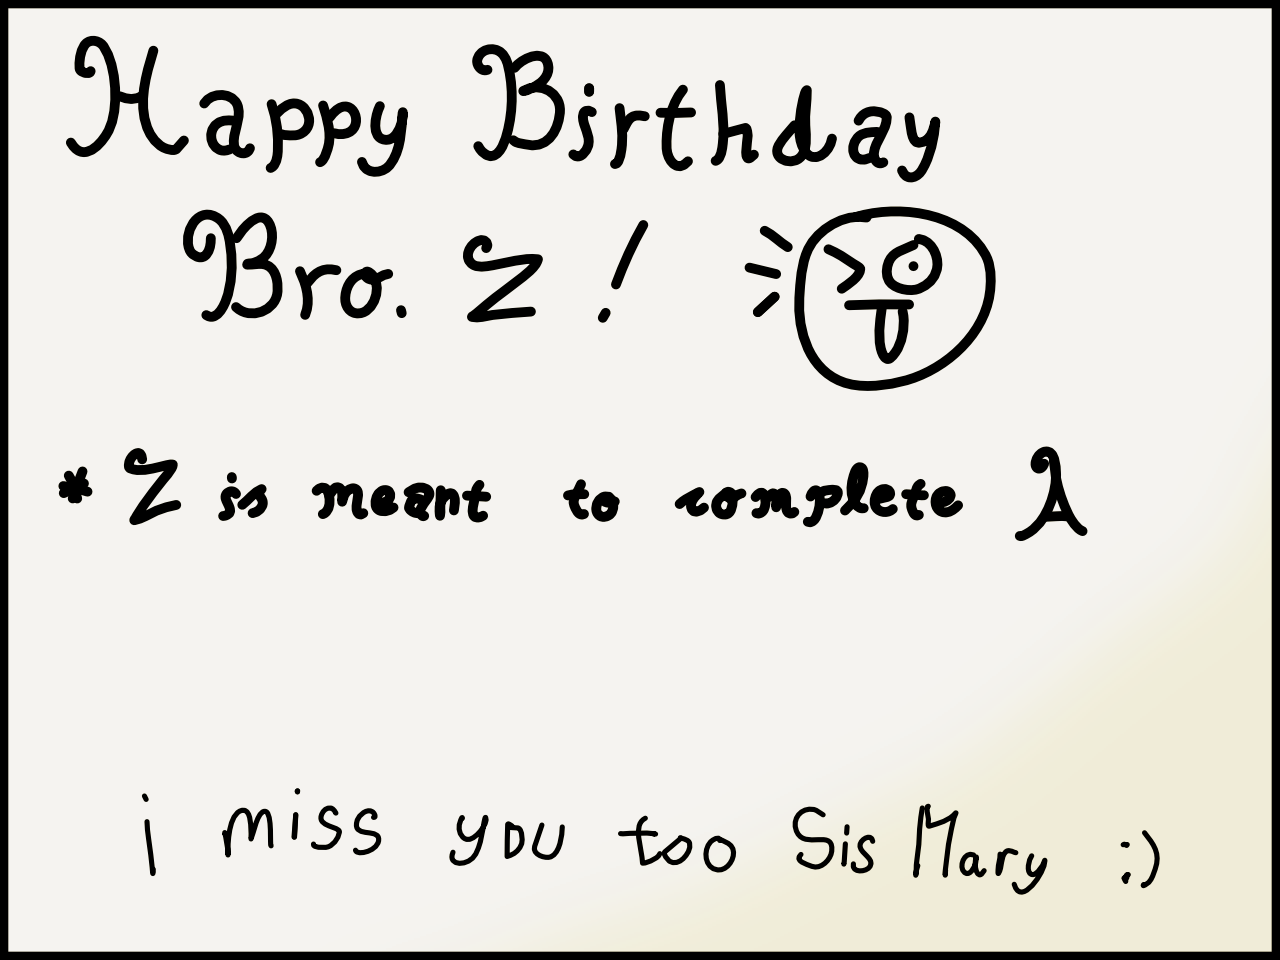 Happy Birthday
Bro. Z !
* Z is meant to complete A
i miss you too Sis Mary :)